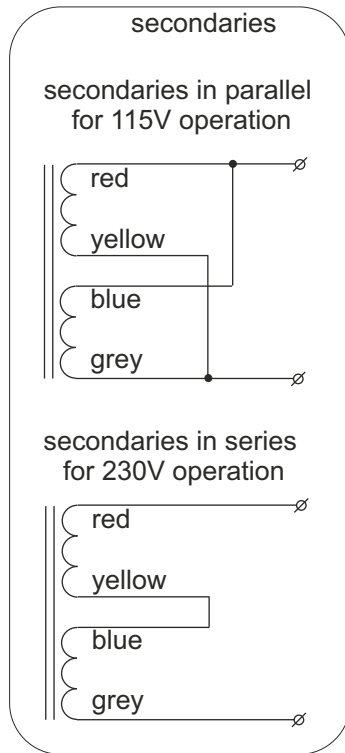 secondaries
secondaries in parallel
for 115V operation
red
yellow
blue
grey
secondaries in series
for 230V operation
red
yellow
blue
grey